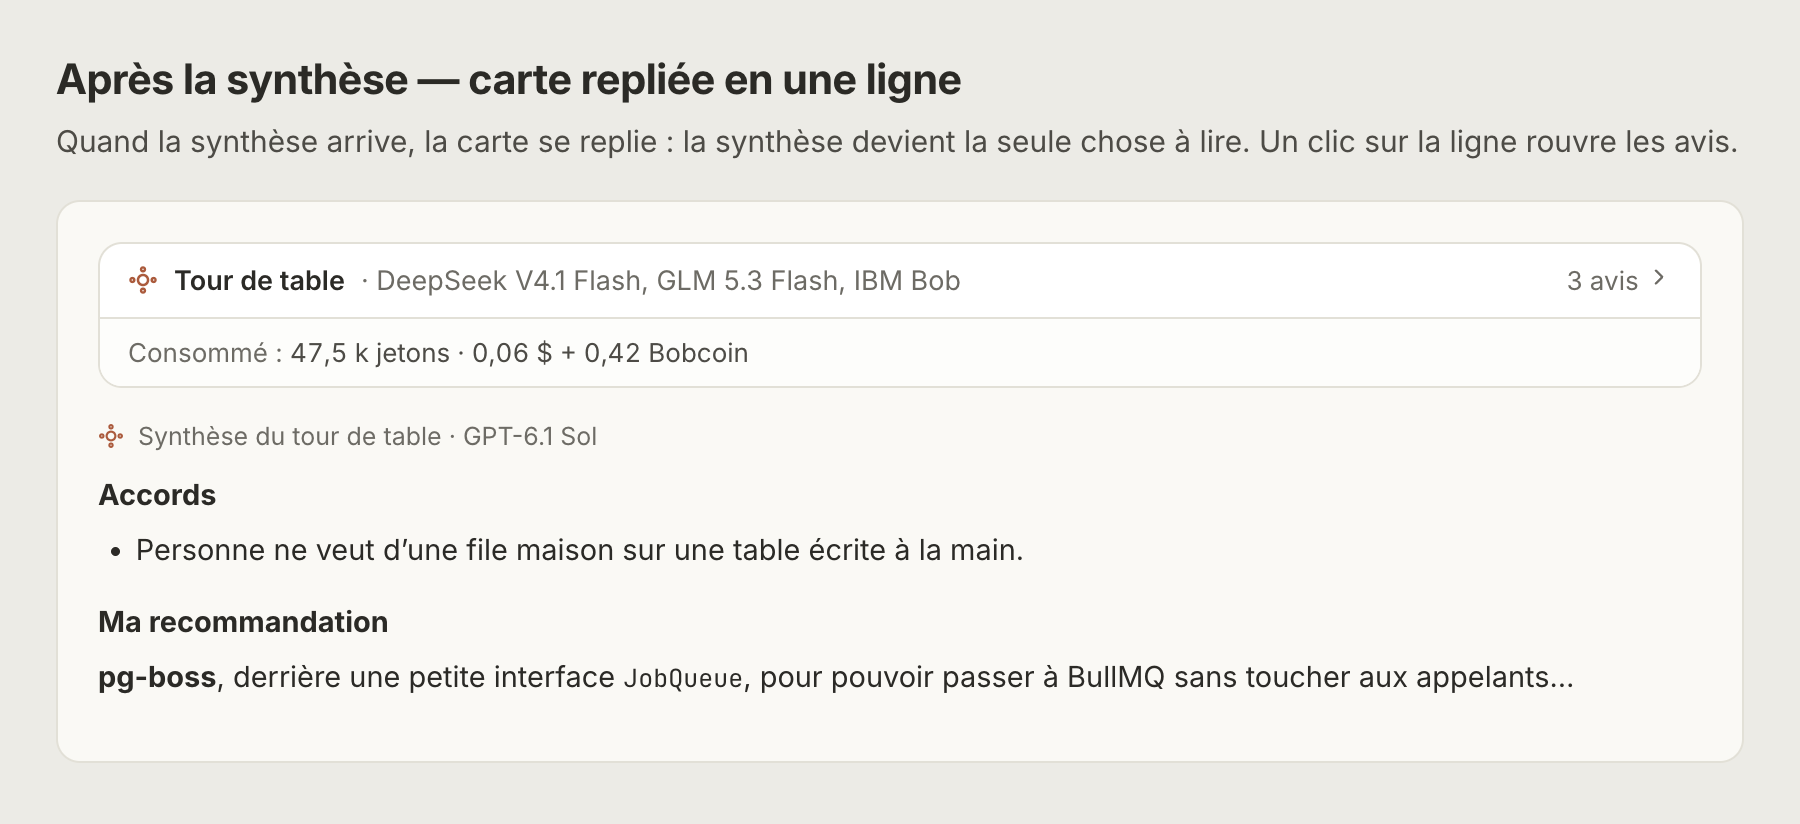 Après la synthèse — carte repliée en une ligne
Quand la synthèse arrive, la carte se replie : la synthèse devient la seule chose à lire. Un clic sur la ligne rouvre les avis.
Tour de table · DeepSeek V4.1 Flash, GLM 5.3 Flash, IBM Bob 3 avis
Consommé : 47,5 k jetons · 0,06 $ + 0,42 Bobcoin
Synthèse du tour de table · GPT-6.1 Sol
Accords
• Personne ne veut d’une file maison sur une table écrite à la main.
Ma recommandation
pg-boss, derrière une petite interface JobQueue, pour pouvoir passer à BullMQ sans toucher aux appelants…